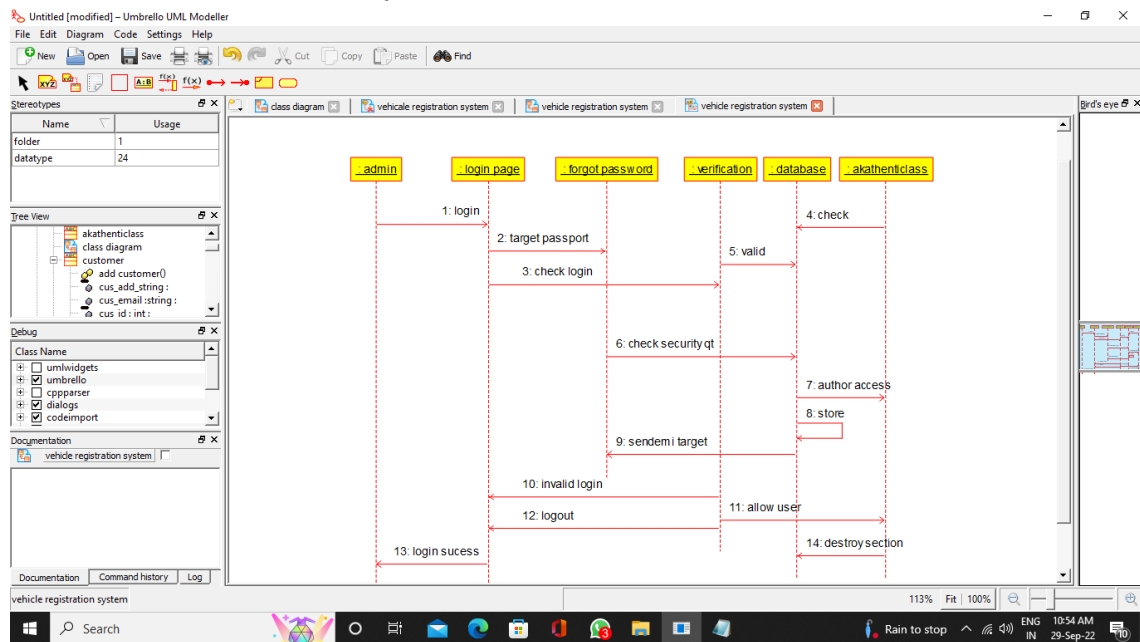 Untitled [modified] – Umbrello UML Modeller
File Edit Diagram Code Settings Help
New Open Save Cut Copy Paste Find
XYZ A:B f(x) f(x)
Stereotypes
Name Usage
folder 1
datatype 24
Tree View
akathenticlass
class diagram
customer
add customer()
cus_add_string :
cus_email :string :
cus id : int :
Debug
Class Name
umlwidgets
umbrello
cppparser
dialogs
codeimport
Documentation
vehicle registration system
Documentation Command history Log
class diagram vehicale registration system vehicle registration system vehicle registration system
Bird's eye
: admin : login page : forgot password : verification : database : akathenticlass
1: login
4: check
2: target passport
5: valid
3: check login
6: check security qt
7: author access
8: store
9: sendem i target
10: invalid login
11: allow user
12: logout
14: destroy section
13: login sucess
vehicle registration system
113% Fit 100%
Search
Rain to stop
ENG
IN
10:54 AM
29-Sep-22